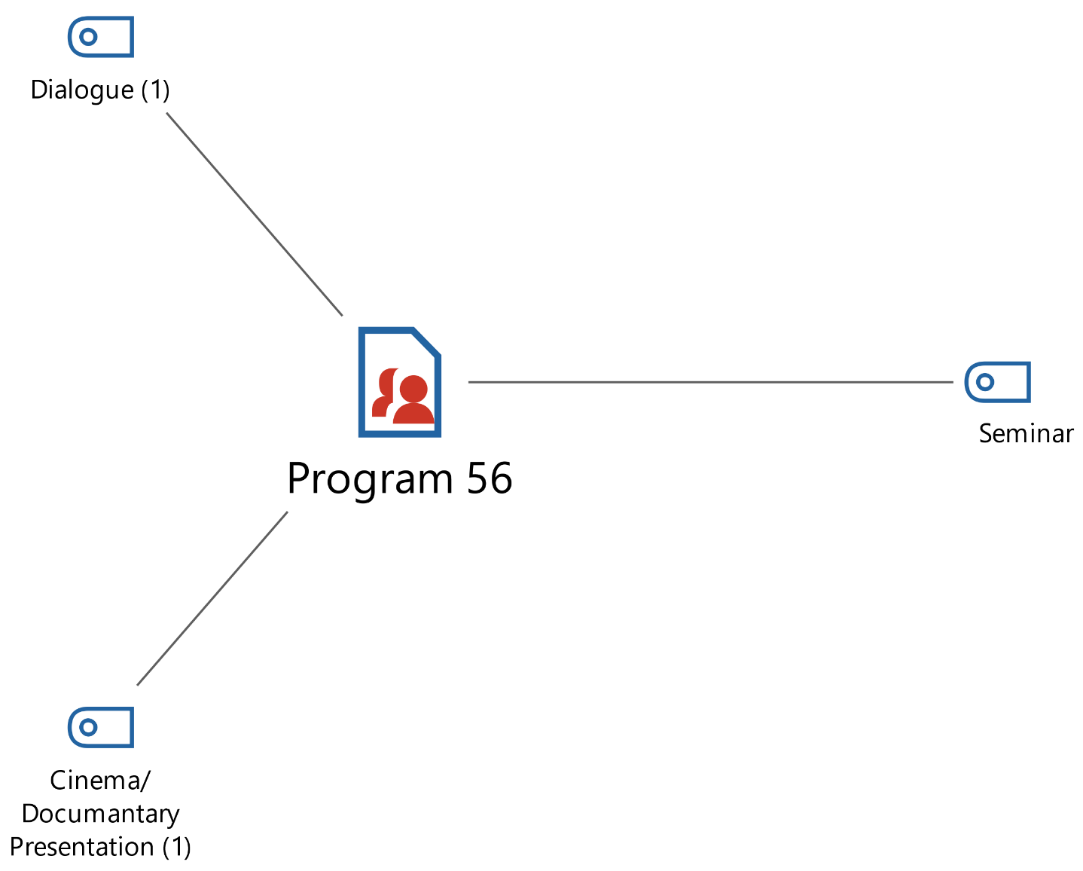 Dialogue (1)
Seminar
Program 56
Cinema/
Documantary
Presentation (1)